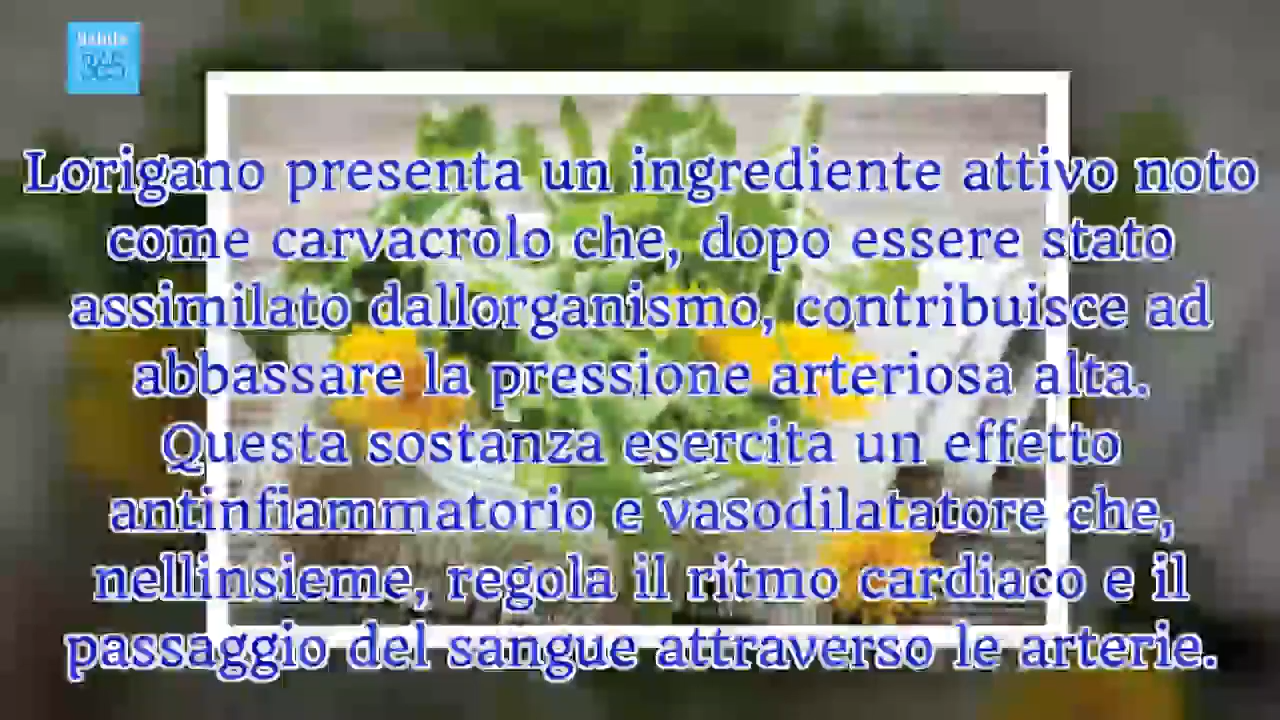 Lorigano presenta un ingrediente attivo noto
come carvacrolo che, dopo essere stato
assimilato dallorganismo, contribuisce ad
abbassare la pressione arteriosa alta.
Questa sostanza esercita un effetto
antinfiammatorio e vasodilatatore che,
nellinsieme, regola il ritmo cardiaco e il
passaggio del sangue attraverso le arterie.